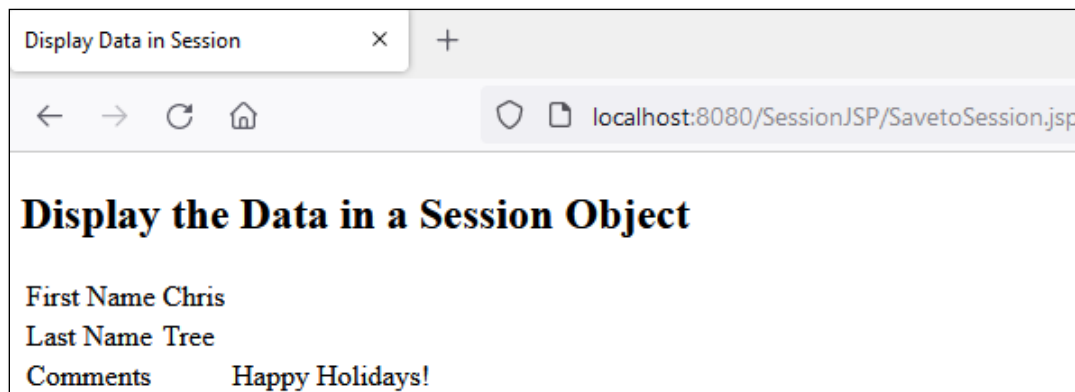 Display Data in Session
localhost:8080/SessionJSP/SavetoSession.jsp
Display the Data in a Session Object
First Name Chris
Last Name Tree
Comments Happy Holidays!